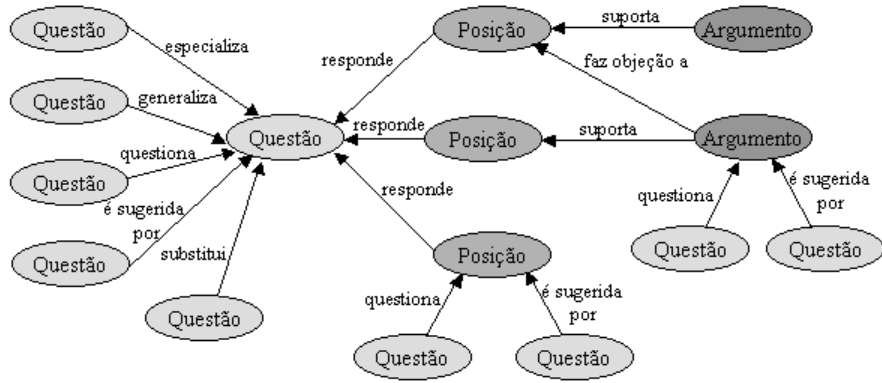 Questão
especializa
Posição
suporta
Argumento
responde
faz objeção a
Questão
generaliza
Questão
responde
Posição
suporta
Argumento
questiona
Questão
responde
questiona
é sugerida
por
é sugerida
por
Questão
substitui
Posição
Questão
Questão
questiona
é sugerida
por
Questão
Questão
Questão